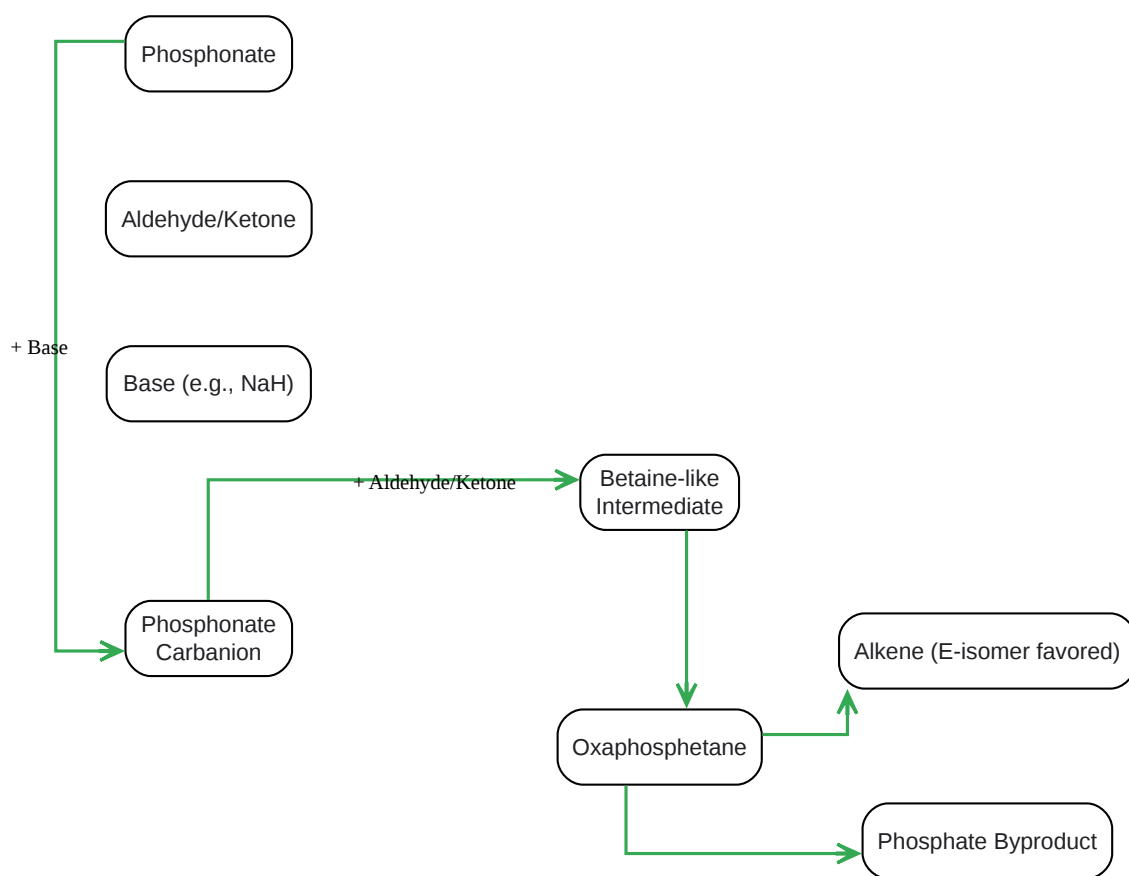 Phosphonate
Aldehyde/Ketone
+ Base
Base (e.g., NaH)
+ Aldehyde/Ketone
Betaine-like
Intermediate
Phosphonate
Carbanion
Alkene (E-isomer favored)
Oxaphosphetane
Phosphate Byproduct